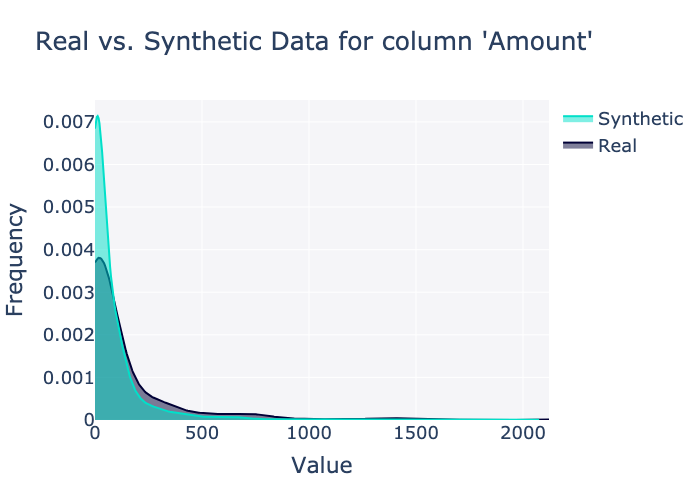 Real vs. Synthetic Data for column 'Amount'
Synthetic
Real
Frequency
0.007
0.006
0.005
0.004
0.003
0.002
0.001
0
0 500 1000 1500 2000
Value